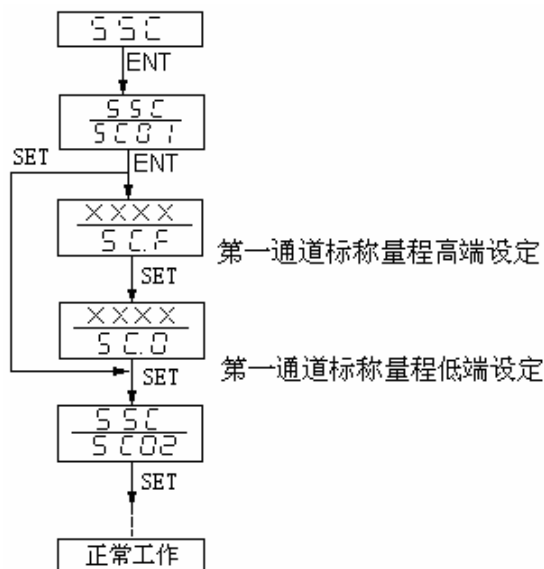 SSC
ENT
SSC
SC01
SET
ENT
XXXX
SC.F
第一通道标称量程高端设定
SET
XXXX
SC.0
第一通道标称量程低端设定
SET
SSC
SC02
SET
正常工作